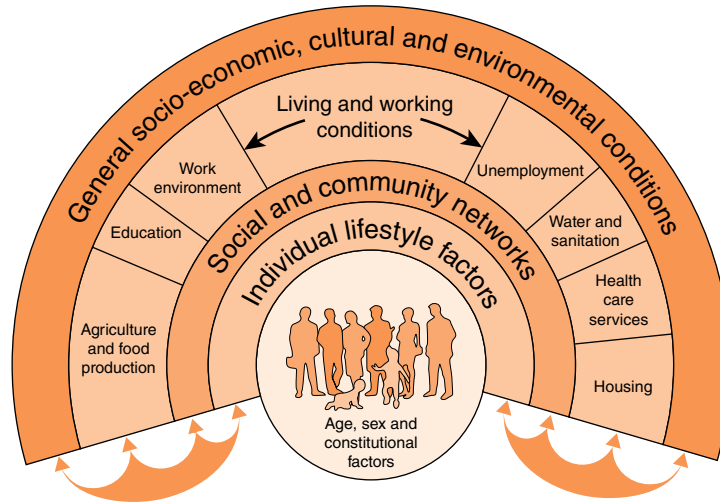 General socio-economic, cultural and environmental conditions
Living and working
conditions
Work
environment
Unemployment
Education
Water and
sanitation
Agriculture
and food
production
Health
care
services
Housing
Social and community networks
Individual lifestyle factors
Age, sex and
constitutional
factors